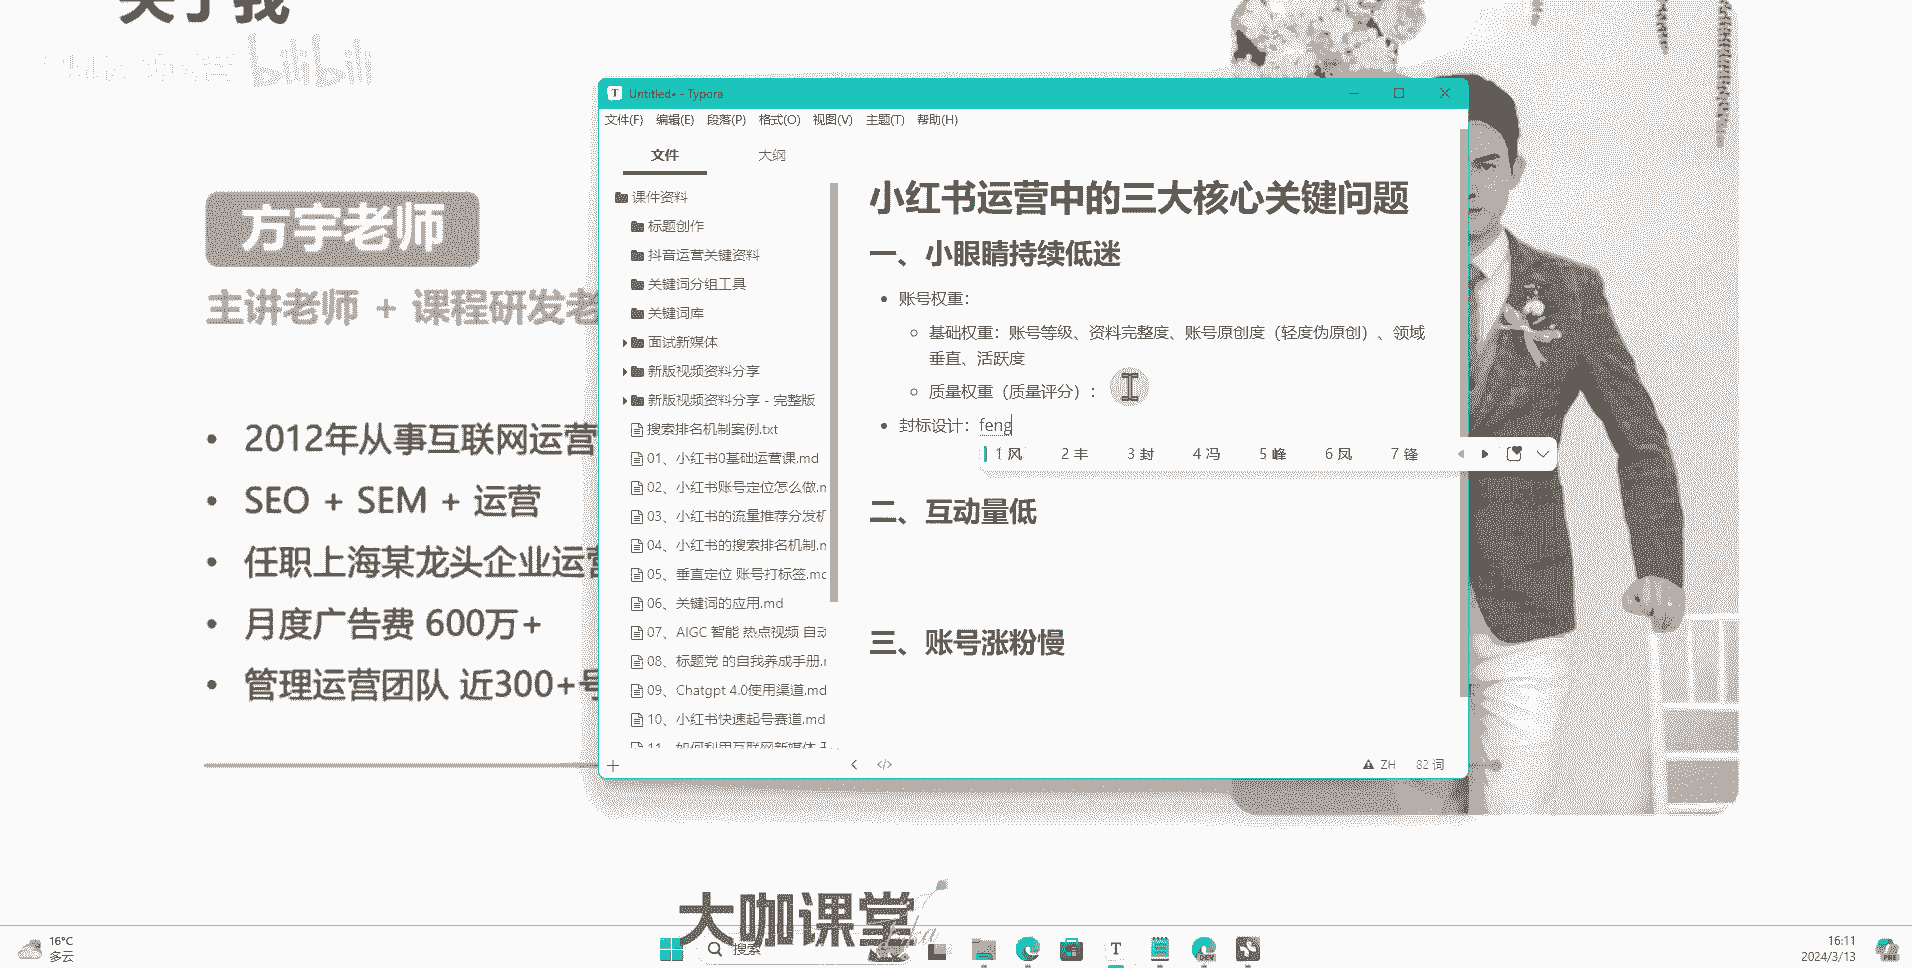 关于我
bilibili
方宇老师
主讲老师 + 课程研发老
2012年从事互联网运营
SEO + SEM + 运营
任职上海某龙头企业运营
月度广告费 600万+
管理运营团队 近300+号
Untitled• - Typora
文件(F) 编辑(E) 段落(P) 格式(O) 视图(V) 主题(T) 帮助(H)
文件 大纲
课件资料
标题创作
抖音运营关键资料
关键词分组工具
关键词库
面试新媒体
新版视频资料分享
新版视频资料分享 - 完整版
搜索排名机制案例.txt
01、小红书0基础运营课.md
02、小红书账号定位怎么做.m
03、小红书的流量推荐分发机
04、小红书的搜索排名机制.m
05、垂直定位 账号打标签.md
06、关键词的应用.md
07、AIGC 智能 热点视频 自动
08、标题党 的自我养成手册.m
09、Chatgpt 4.0使用渠道.md
10、小红书快速起号赛道.md
11、如何利用互联网新媒体
小红书运营中的三大核心关键问题
一、小眼睛持续低迷
账号权重：
基础权重：账号等级、资料完整度、账号原创度（轻度伪原创）、领域
垂直、活跃度
质量权重（质量评分）：
封标设计：feng
1 风 2 丰 3 封 4 冯 5 峰 6 凤 7 锋
二、互动量低
三、账号涨粉慢
ZH 82 词
大咖课堂
16°C
多云
搜索
16:11
2024/3/13